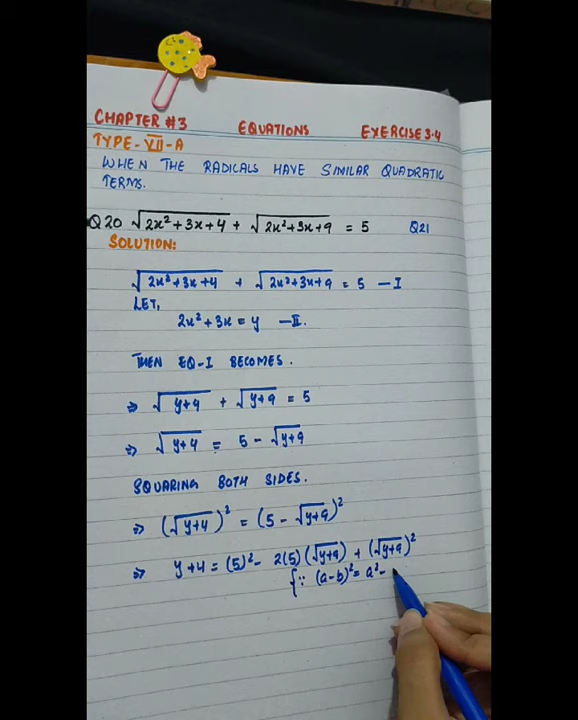 CHAPTER #3 EQUATIONS EXERCISE 3.4
TYPE-VII-A
WHEN THE RADICALS HAVE SIMILAR QUADRATIC
TERMS.
Q20 √(2x²+3x+4) + √(2x²+3x+9) = 5 Q21
SOLUTION:
√(2x²+3x+4) + √(2x²+3x+9) = 5 —I
LET,
2x²+3x = y —II.
THEN EQ-I BECOMES.
⇒ √(y+4) + √(y+9) = 5
⇒ √(y+4) = 5 - √(y+9)
SQUARING BOTH SIDES.
⇒ (√(y+4))² = (5 - √(y+9))²
⇒ y+4 = (5)² - 2(5)(√(y+9)) + (√(y+9))²
{∵ (a-b)² = a² -